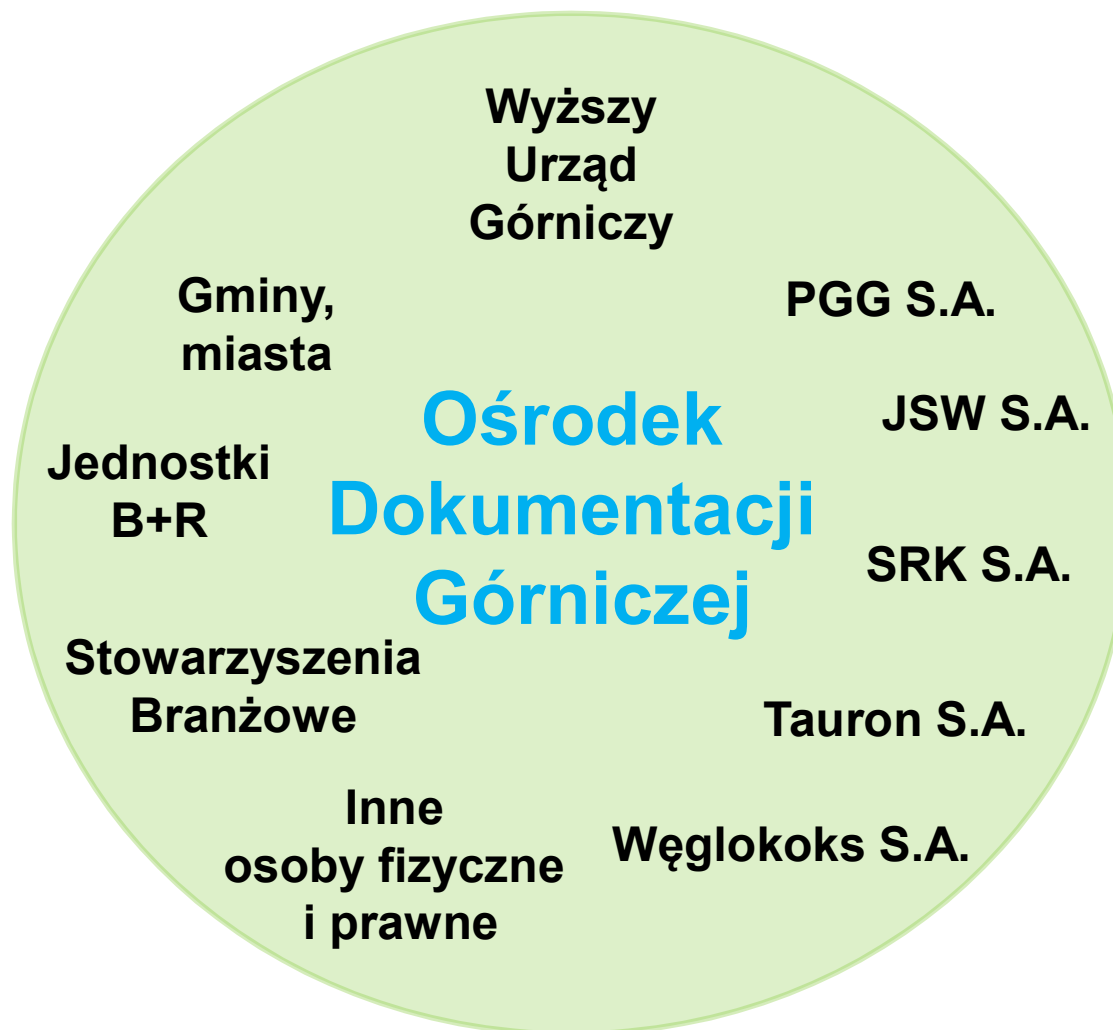 Wyższy
Urząd
Górniczy
Gminy,
miasta
PGG S.A.
Ośrodek
Dokumentacji
Górniczej
JSW S.A.
Jednostki
B+R
SRK S.A.
Stowarzyszenia
Branżowe
Tauron S.A.
Inne
osoby fizyczne
i prawne
Węglokoks S.A.